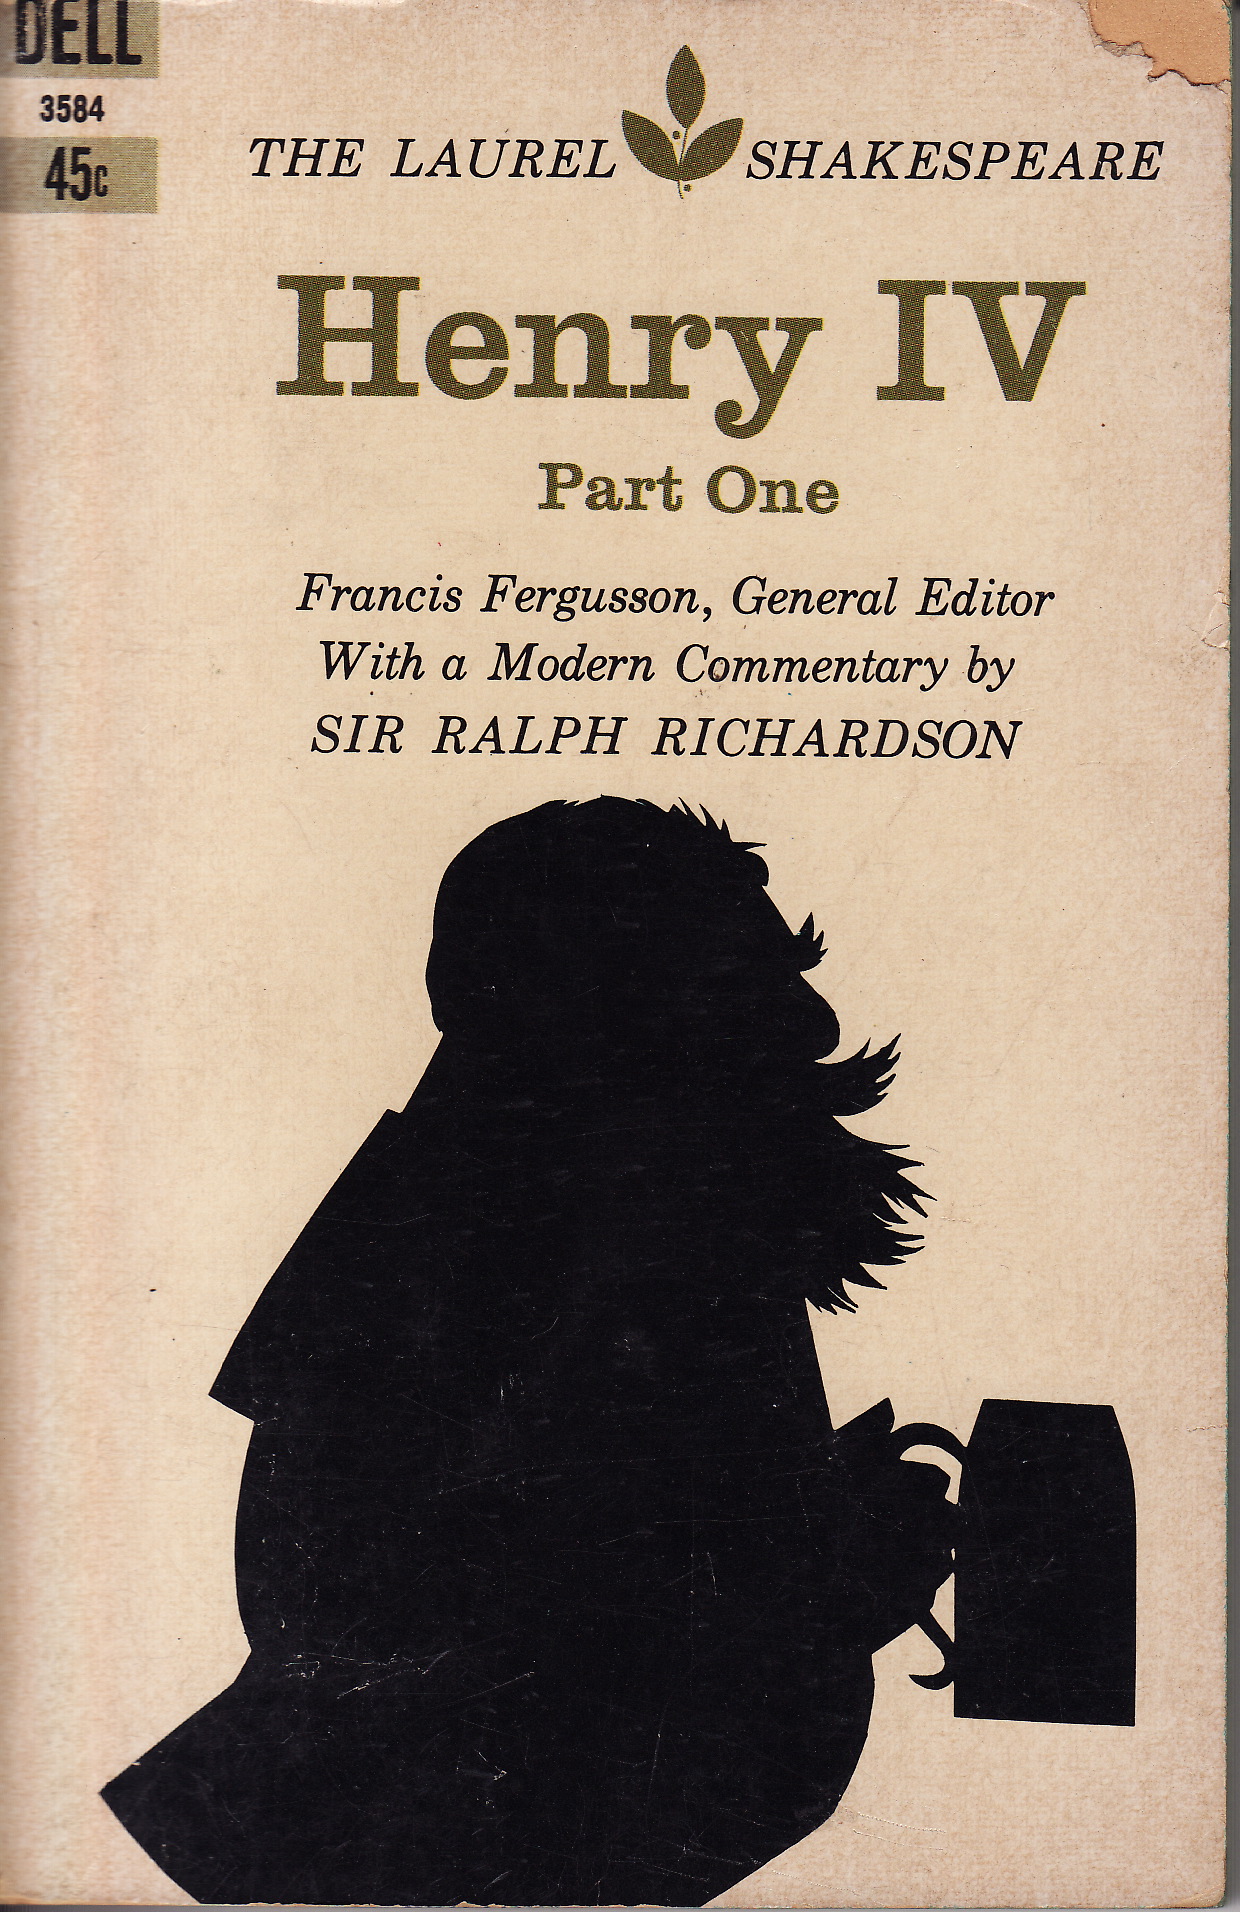 DELL
3584
45c
THE LAUREL SHAKESPEARE
Henry IV
Part One
Francis Fergusson, General Editor
With a Modern Commentary by
SIR RALPH RICHARDSON